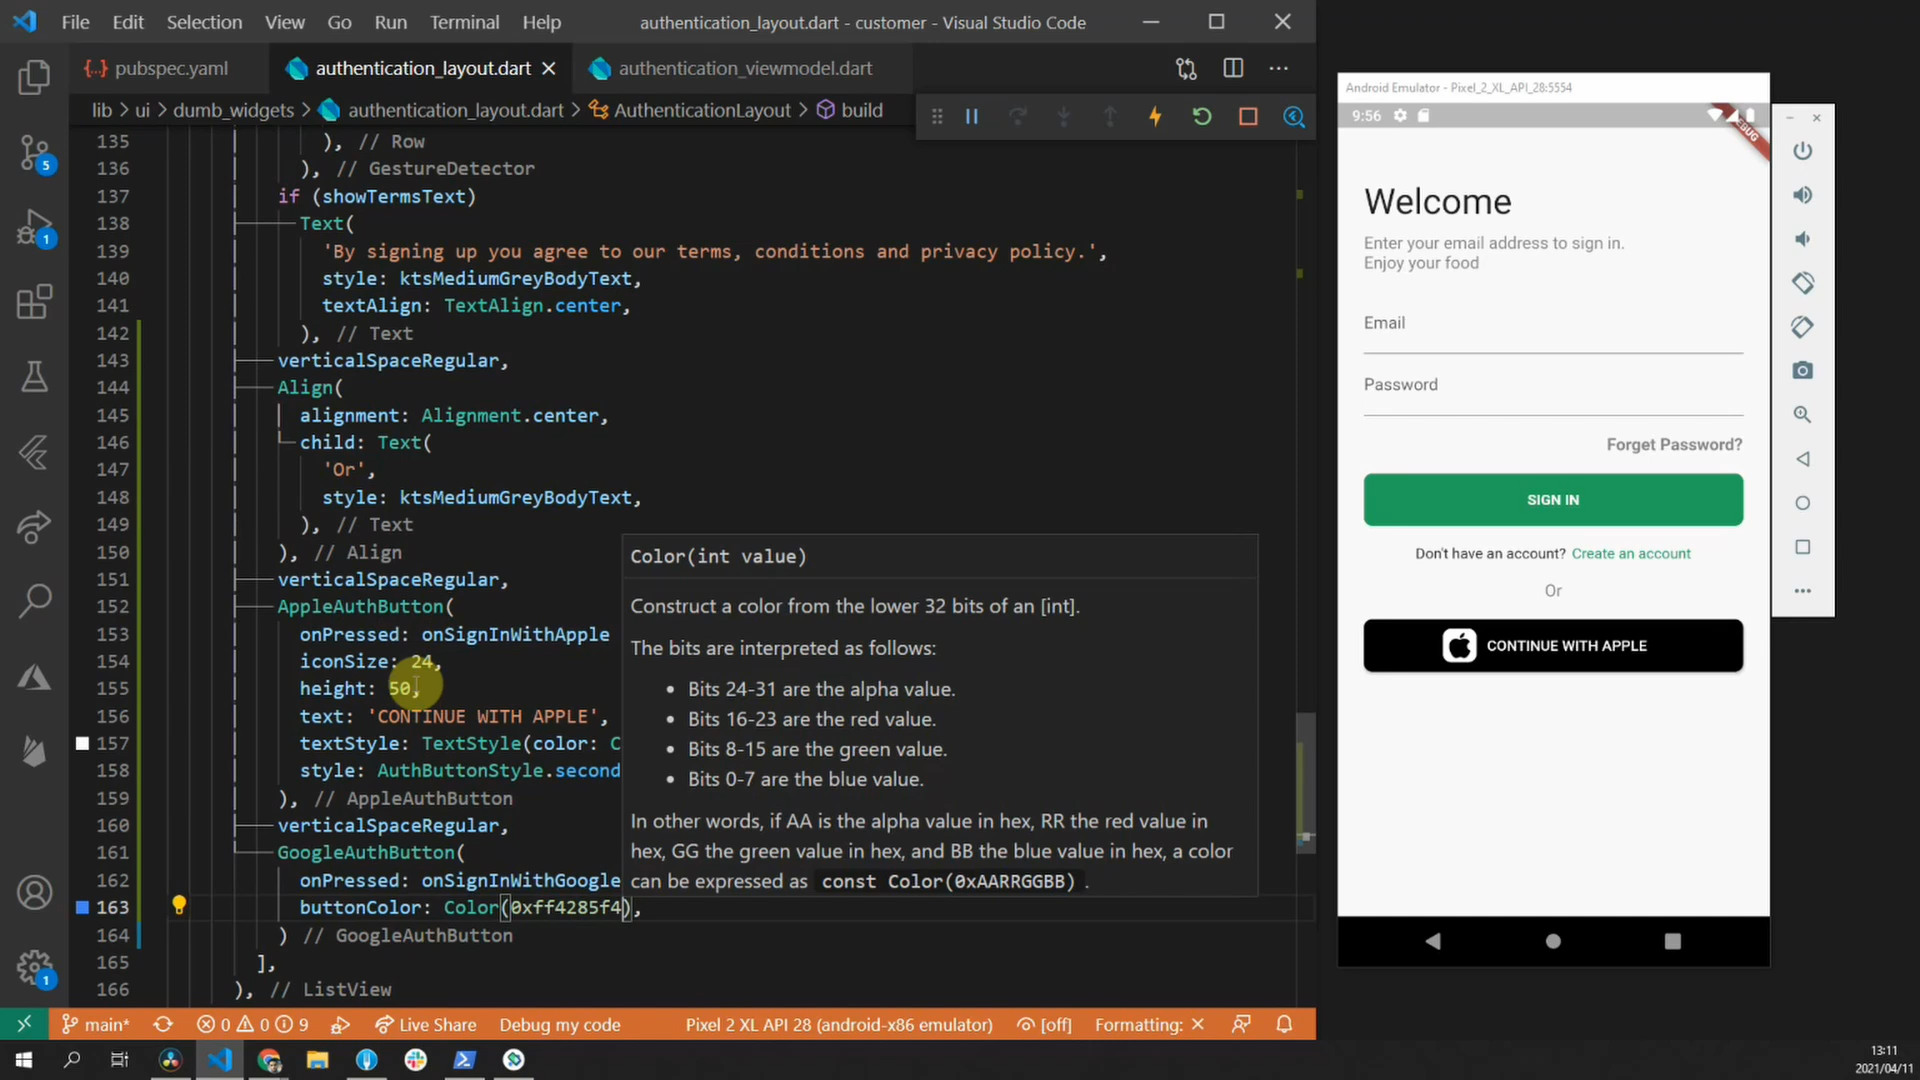 File Edit Selection View Go Run Terminal Help
authentication_layout.dart - customer - Visual Studio Code
pubspec.yaml
authentication_layout.dart
authentication_viewmodel.dart
lib > ui > dumb_widgets > authentication_layout.dart > AuthenticationLayout > build
135 ), // Row
136 ), // GestureDetector
137 if (showTermsText)
138 Text(
139 'By signing up you agree to our terms, conditions and privacy policy.',
140 style: ktsMediumGreyBodyText,
141 textAlign: TextAlign.center,
142 ), // Text
143 verticalSpaceRegular,
144 Align(
145 alignment: Alignment.center,
146 child: Text(
147 'Or',
148 style: ktsMediumGreyBodyText,
149 ), // Text
150 ), // Align
151 verticalSpaceRegular,
152 AppleAuthButton(
153 onPressed: onSignInWithApple
154 iconSize: 24,
155 height: 50,
156 text: 'CONTINUE WITH APPLE',
157 textStyle: TextStyle(color: C
158 style: AuthButtonStyle.second
159 ), // AppleAuthButton
160 verticalSpaceRegular,
161 GoogleAuthButton(
162 onPressed: onSignInWithGoogle
163 buttonColor: Color(0xff4285f4),
164 ) // GoogleAuthButton
165 ],
166 ), // ListView
Color(int value)
Construct a color from the lower 32 bits of an [int].
The bits are interpreted as follows:
• Bits 24-31 are the alpha value.
• Bits 16-23 are the red value.
• Bits 8-15 are the green value.
• Bits 0-7 are the blue value.
In other words, if AA is the alpha value in hex, RR the red value in
hex, GG the green value in hex, and BB the blue value in hex, a color
can be expressed as const Color(0xAARRGGBB) .
5
1
1
main* 0 0 9 Live Share Debug my code Pixel 2 XL API 28 (android-x86 emulator) [off] Formatting: ×
Android Emulator - Pixel_2_XL_API_28:5554
9:56
DEBUG
Welcome
Enter your email address to sign in.
Enjoy your food
Email
Password
Forget Password?
SIGN IN
Don't have an account? Create an account
Or
CONTINUE WITH APPLE
13:11
2021/04/11